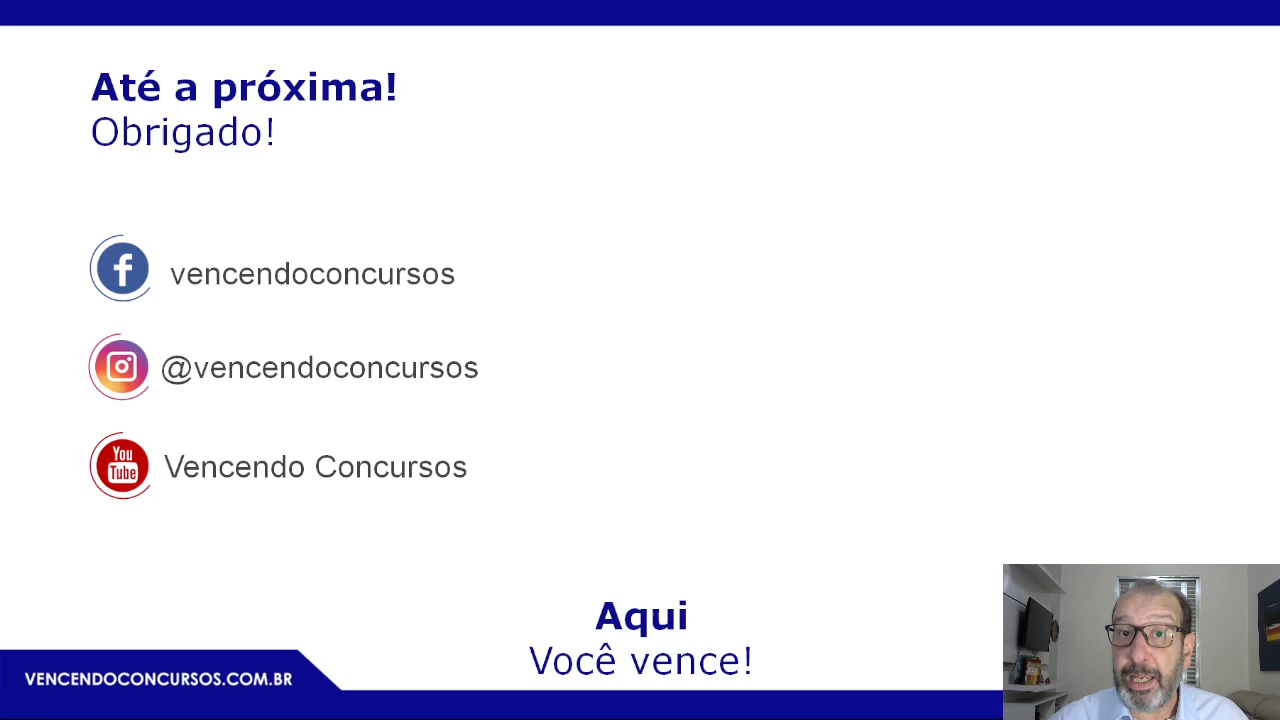 Até a próxima!
Obrigado!
vencendoconcursos
@vencendoconcursos
You
Tube
Vencendo Concursos
Aqui
Você vence!
VENCENDOCONCURSOS.COM.BR